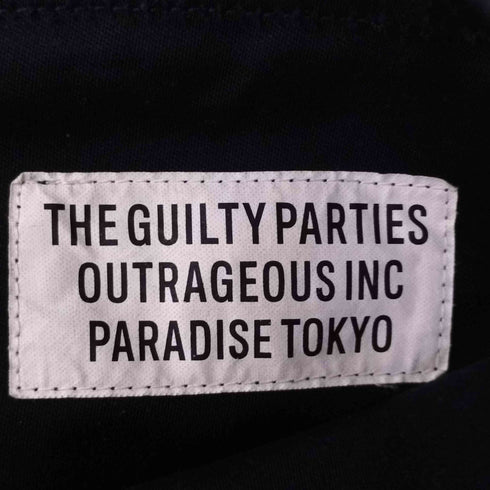 THE GUILTY PARTIES
OUTRAGEOUS INC
PARADISE TOKYO